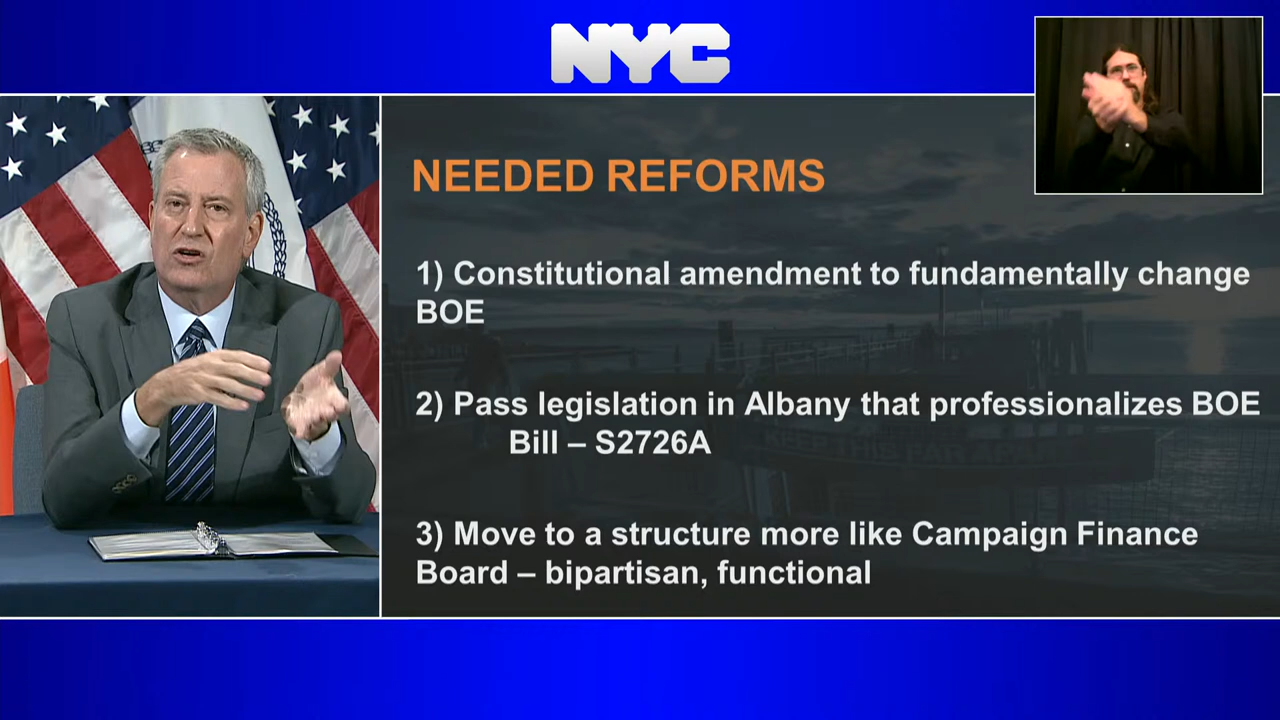 NYC
NEEDED REFORMS
1) Constitutional amendment to fundamentally change
BOE
2) Pass legislation in Albany that professionalizes BOE
Bill – S2726A
3) Move to a structure more like Campaign Finance
Board – bipartisan, functional